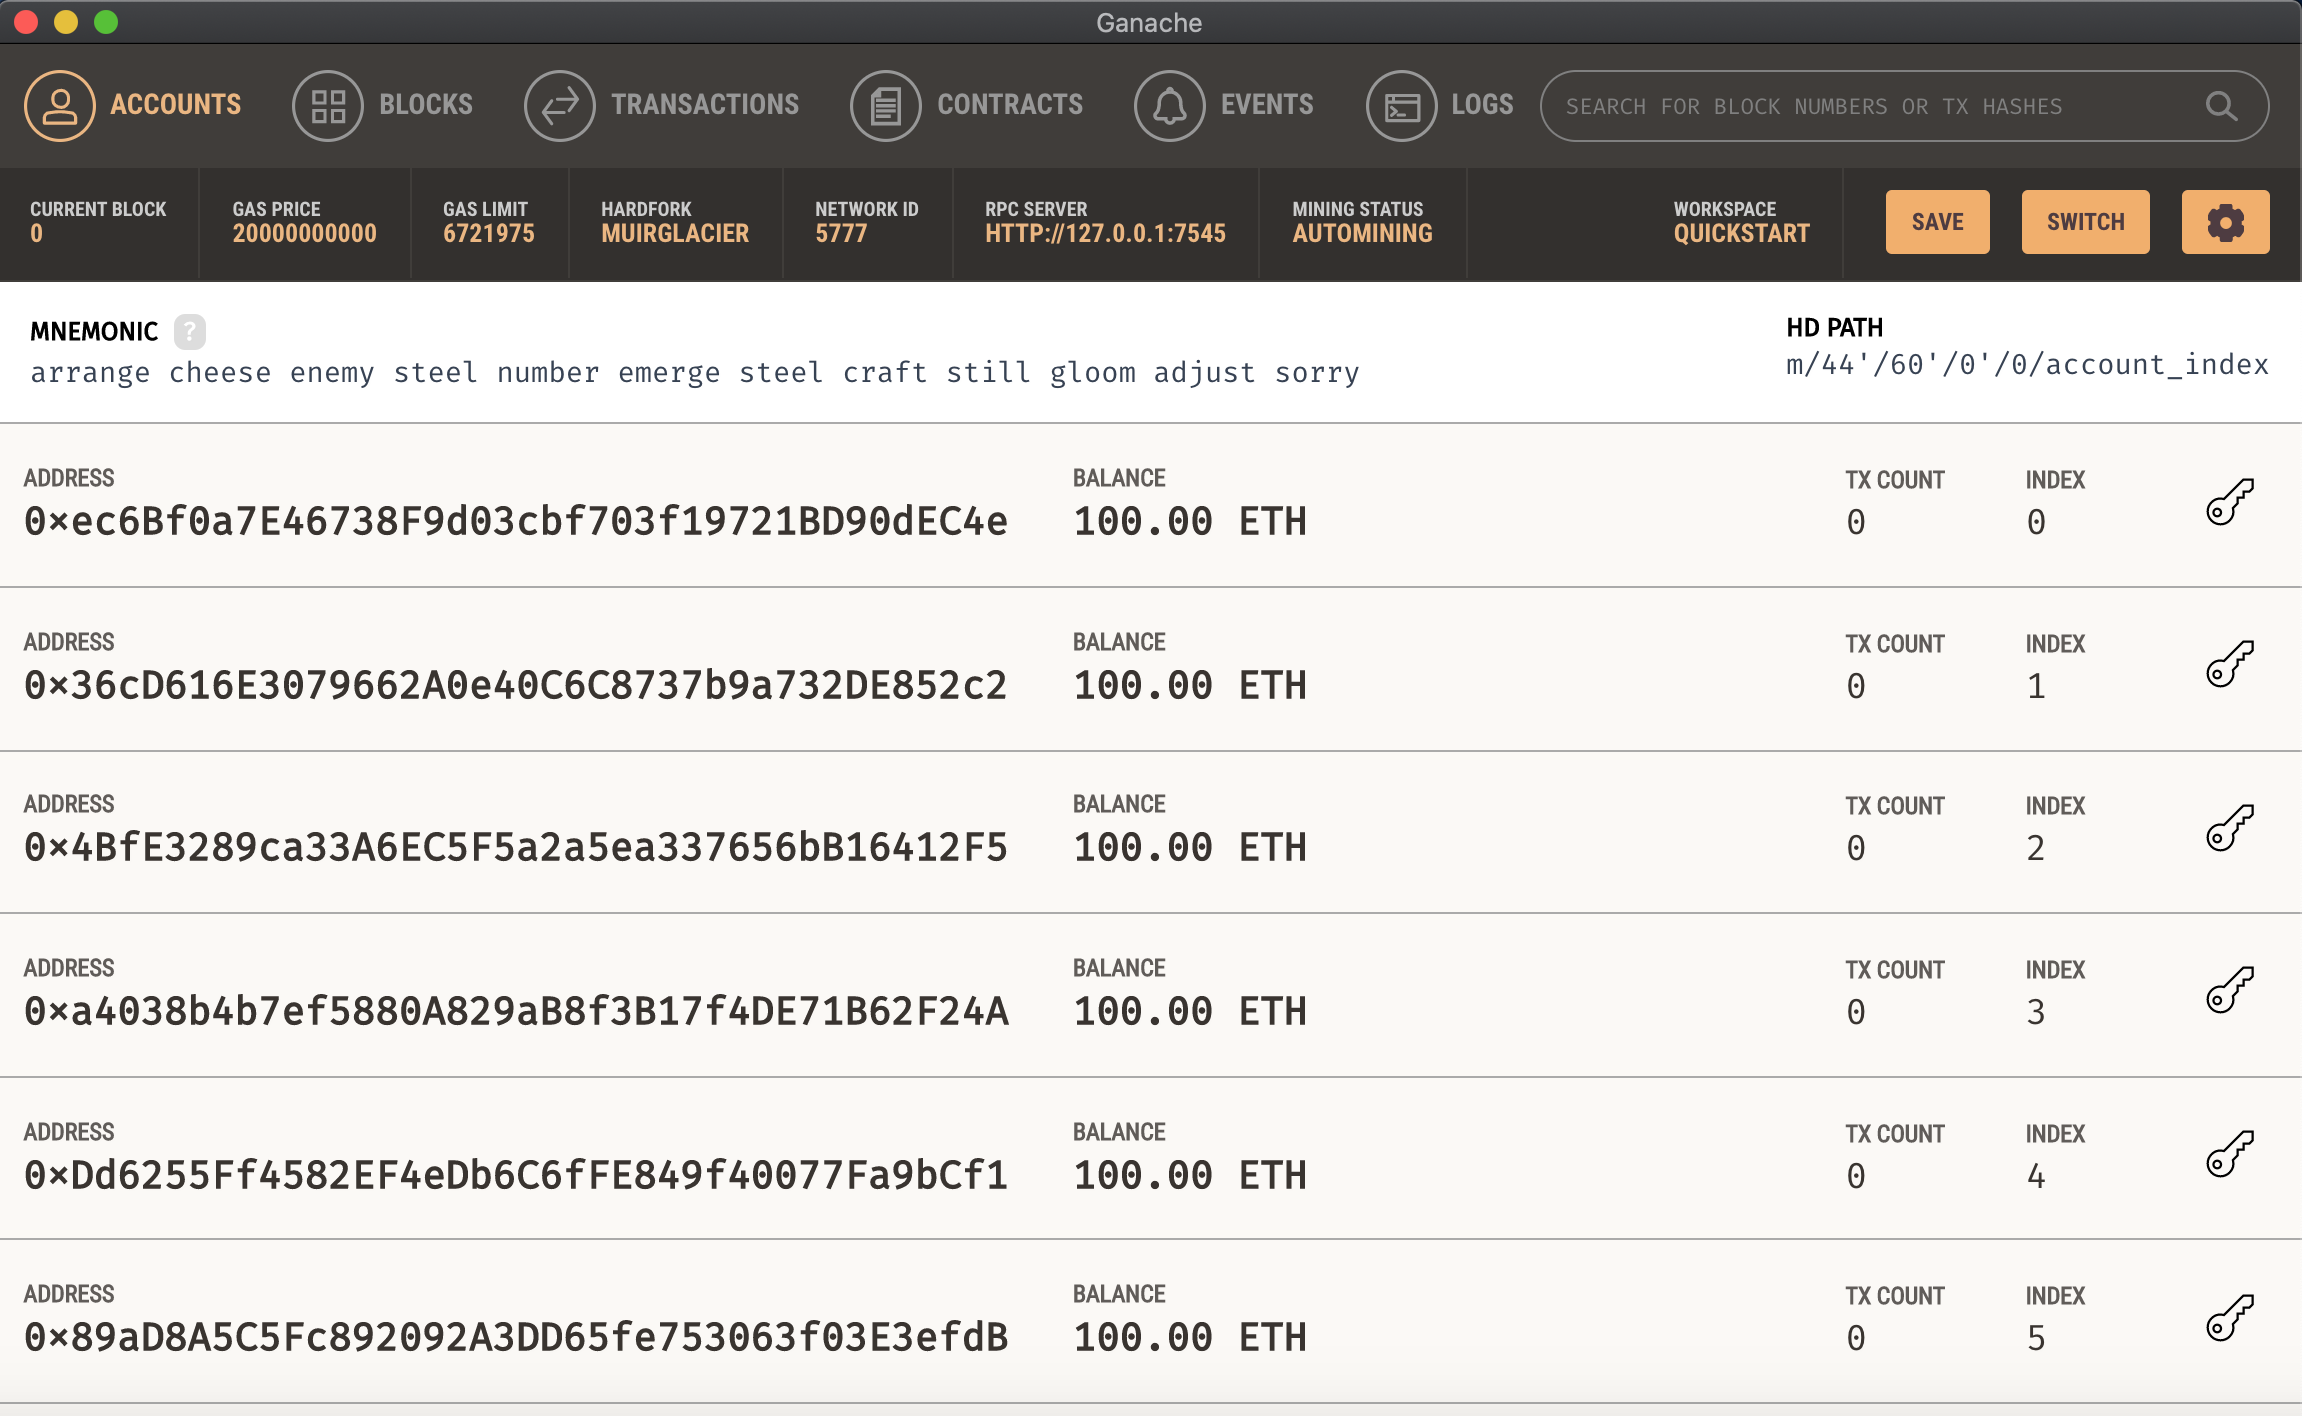 Ganache
ACCOUNTS BLOCKS TRANSACTIONS CONTRACTS EVENTS LOGS SEARCH FOR BLOCK NUMBERS OR TX HASHES
CURRENT BLOCK GAS PRICE GAS LIMIT HARDFORK NETWORK ID RPC SERVER MINING STATUS WORKSPACE
0 20000000000 6721975 MUIRGLACIER 5777 HTTP://127.0.0.1:7545 AUTOMINING QUICKSTART SAVE SWITCH
MNEMONIC ? HD PATH
arrange cheese enemy steel number emerge steel craft still gloom adjust sorry m/44'/60'/0'/0/account_index
ADDRESS BALANCE TX COUNT INDEX
0×ec6Bf0a7E46738F9d03cbf703f19721BD90dEC4e 100.00 ETH 0 0
ADDRESS BALANCE TX COUNT INDEX
0×36cD616E3079662A0e40C6C8737b9a732DE852c2 100.00 ETH 0 1
ADDRESS BALANCE TX COUNT INDEX
0×4BfE3289ca33A6EC5F5a2a5ea337656bB16412F5 100.00 ETH 0 2
ADDRESS BALANCE TX COUNT INDEX
0×a4038b4b7ef5880A829aB8f3B17f4DE71B62F24A 100.00 ETH 0 3
ADDRESS BALANCE TX COUNT INDEX
0×Dd6255Ff4582EF4eDb6C6fFE849f40077Fa9bCf1 100.00 ETH 0 4
ADDRESS BALANCE TX COUNT INDEX
0×89aD8A5C5Fc892092A3DD65fe753063f03E3efdB 100.00 ETH 0 5